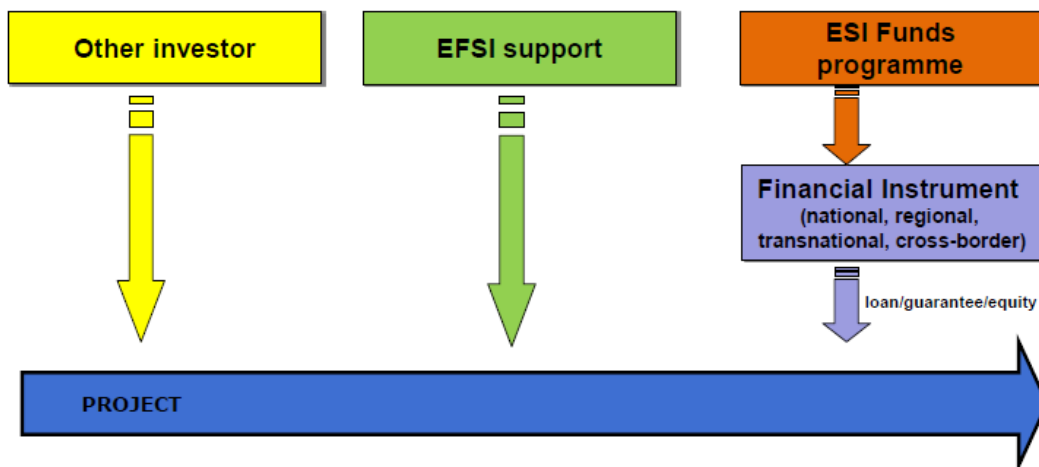 Other investor
EFSI support
ESI Funds
programme
Financial Instrument
(national, regional,
transnational, cross-border)
loan/guarantee/equity
PROJECT